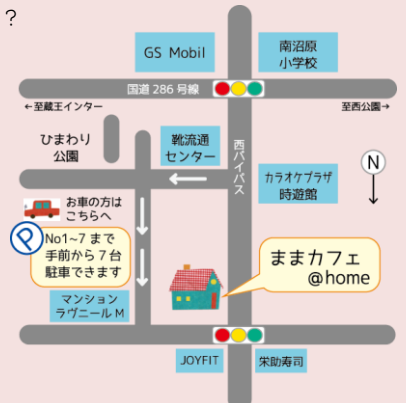 ?
GS Mobil
南沼原
小学校
国道286号線
←至蔵王インター
至西公園→
ひまわり
公園
靴流通
センター
西バイパス
カラオケプラザ
時遊館
N
お車の方は
こちらへ
P
No1~7まで
手前から7台
駐車できます
ままカフェ
@home
マンション
ラヴニールM
JOYFIT
栄助寿司